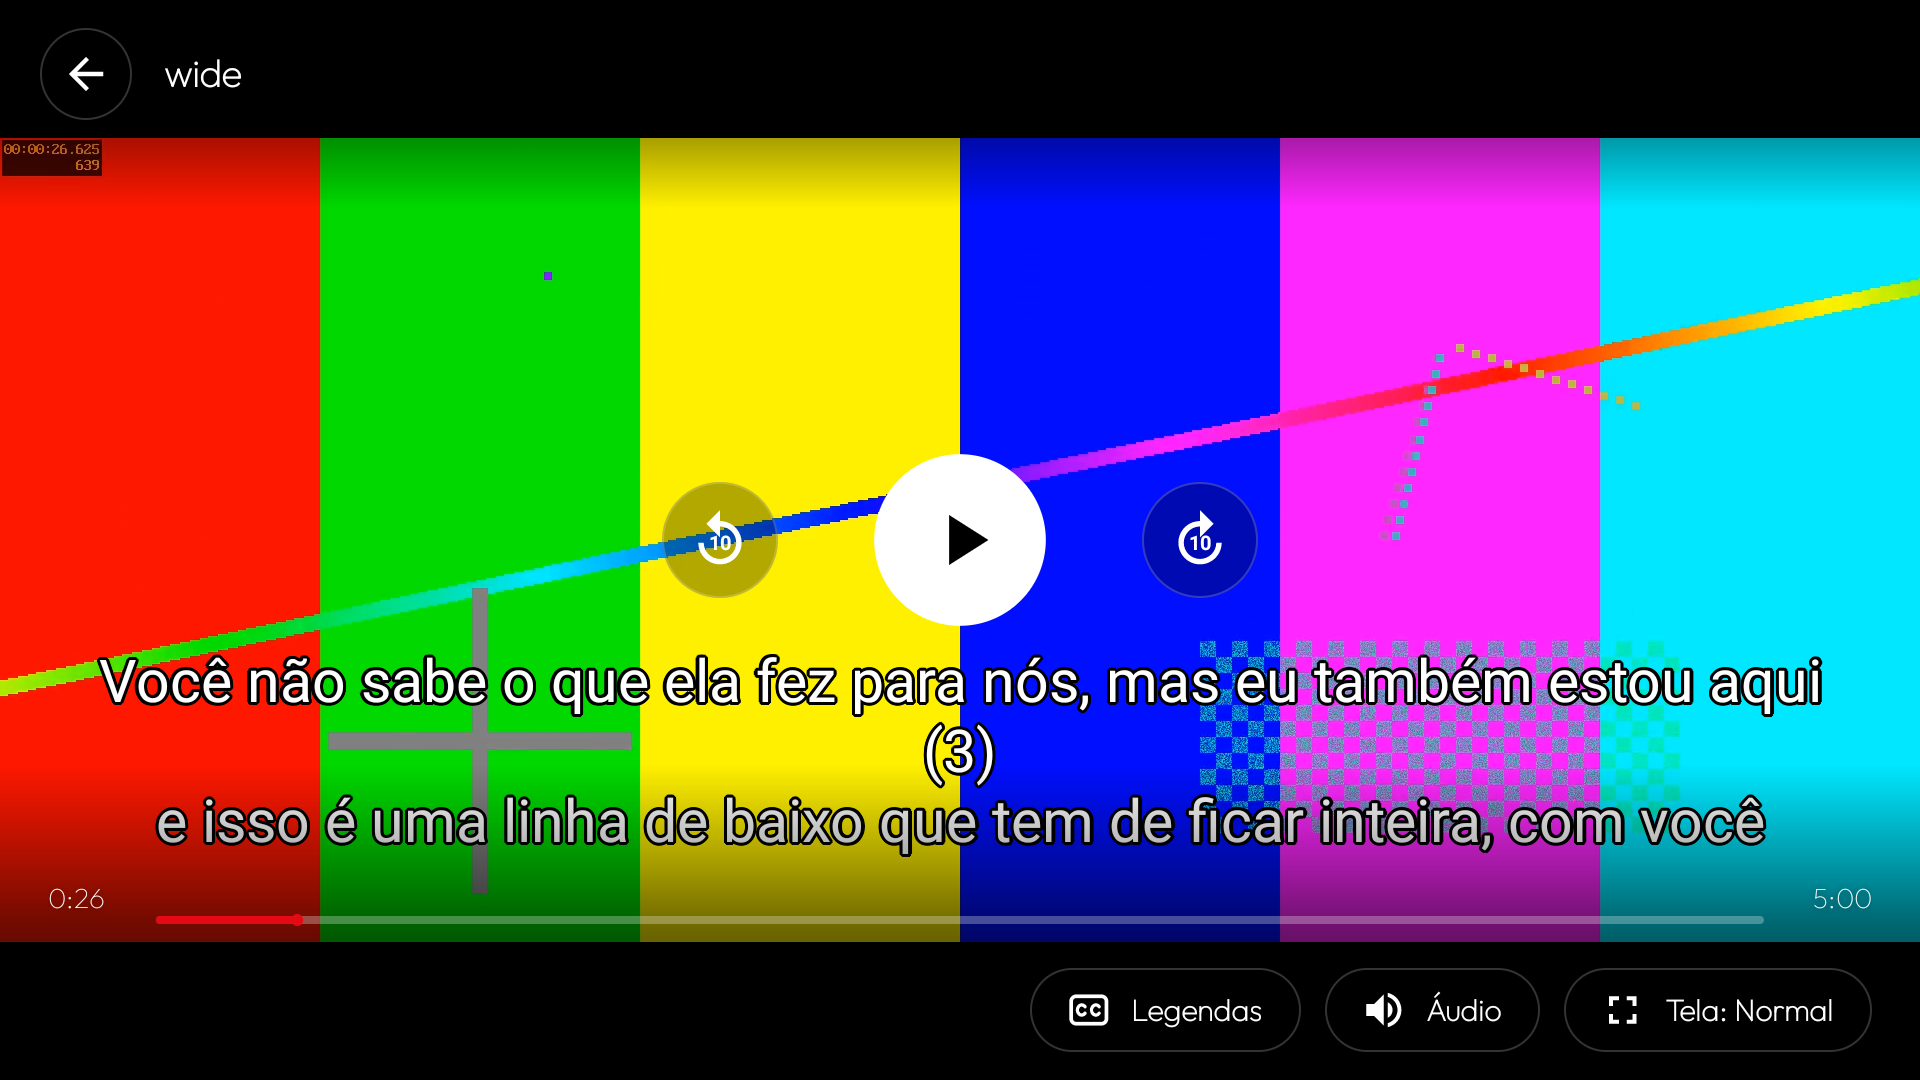 wide
00:00:26.625
639
10
10
Você não sabe o que ela fez para nós, mas eu também estou aqui
(3)
e isso é uma linha de baixo que tem de ficar inteira, com você
0:26
5:00
CC Legendas
Áudio
Tela: Normal